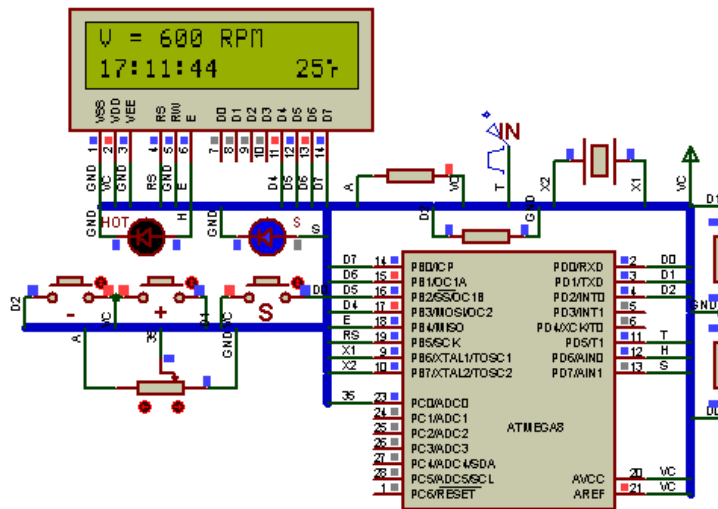 V = 600 RPM
17:11:44 25
VSS VDD VEE RS RW E D0 D1 D2 D3 D4 D5 D6 D7
1 2 3 4 5 6 7 8 9 10 11 12 13 14
GND VC GND RS GND E D4 D5 D6 D7
IN
A VC T X2 X1 VC
D2 GND
GND HOT H GND S S
D2 - VC + D1 VC S D0
A 35 GND
D7 14 PB0/ICP PD0/RXD 2 D0
D6 15 PB1/OC1A PD1/TXD 3 D1
D5 16 PB2/SS/OC1B PD2/INT0 4 D2
D4 17 PB3/MOSI/OC2 PD3/INT1 5
E 18 PB4/MISO PD4/XCK/T0 6
RS 19 PB5/SCK PD5/T1 11 T
X1 9 PB6/XTAL1/TOSC1 PD6/AIN0 12 H
X2 10 PB7/XTAL2/TOSC2 PD7/AIN1 13 S
35 23 PC0/ADC0
24 PC1/ADC1
25 PC2/ADC2
26 PC3/ADC3
27 PC4/ADC4/SDA
28 PC5/ADC5/SCL AVCC 20 VC
1 PC6/RESET AREF 21 VC
ATMEGA8
D1
GND